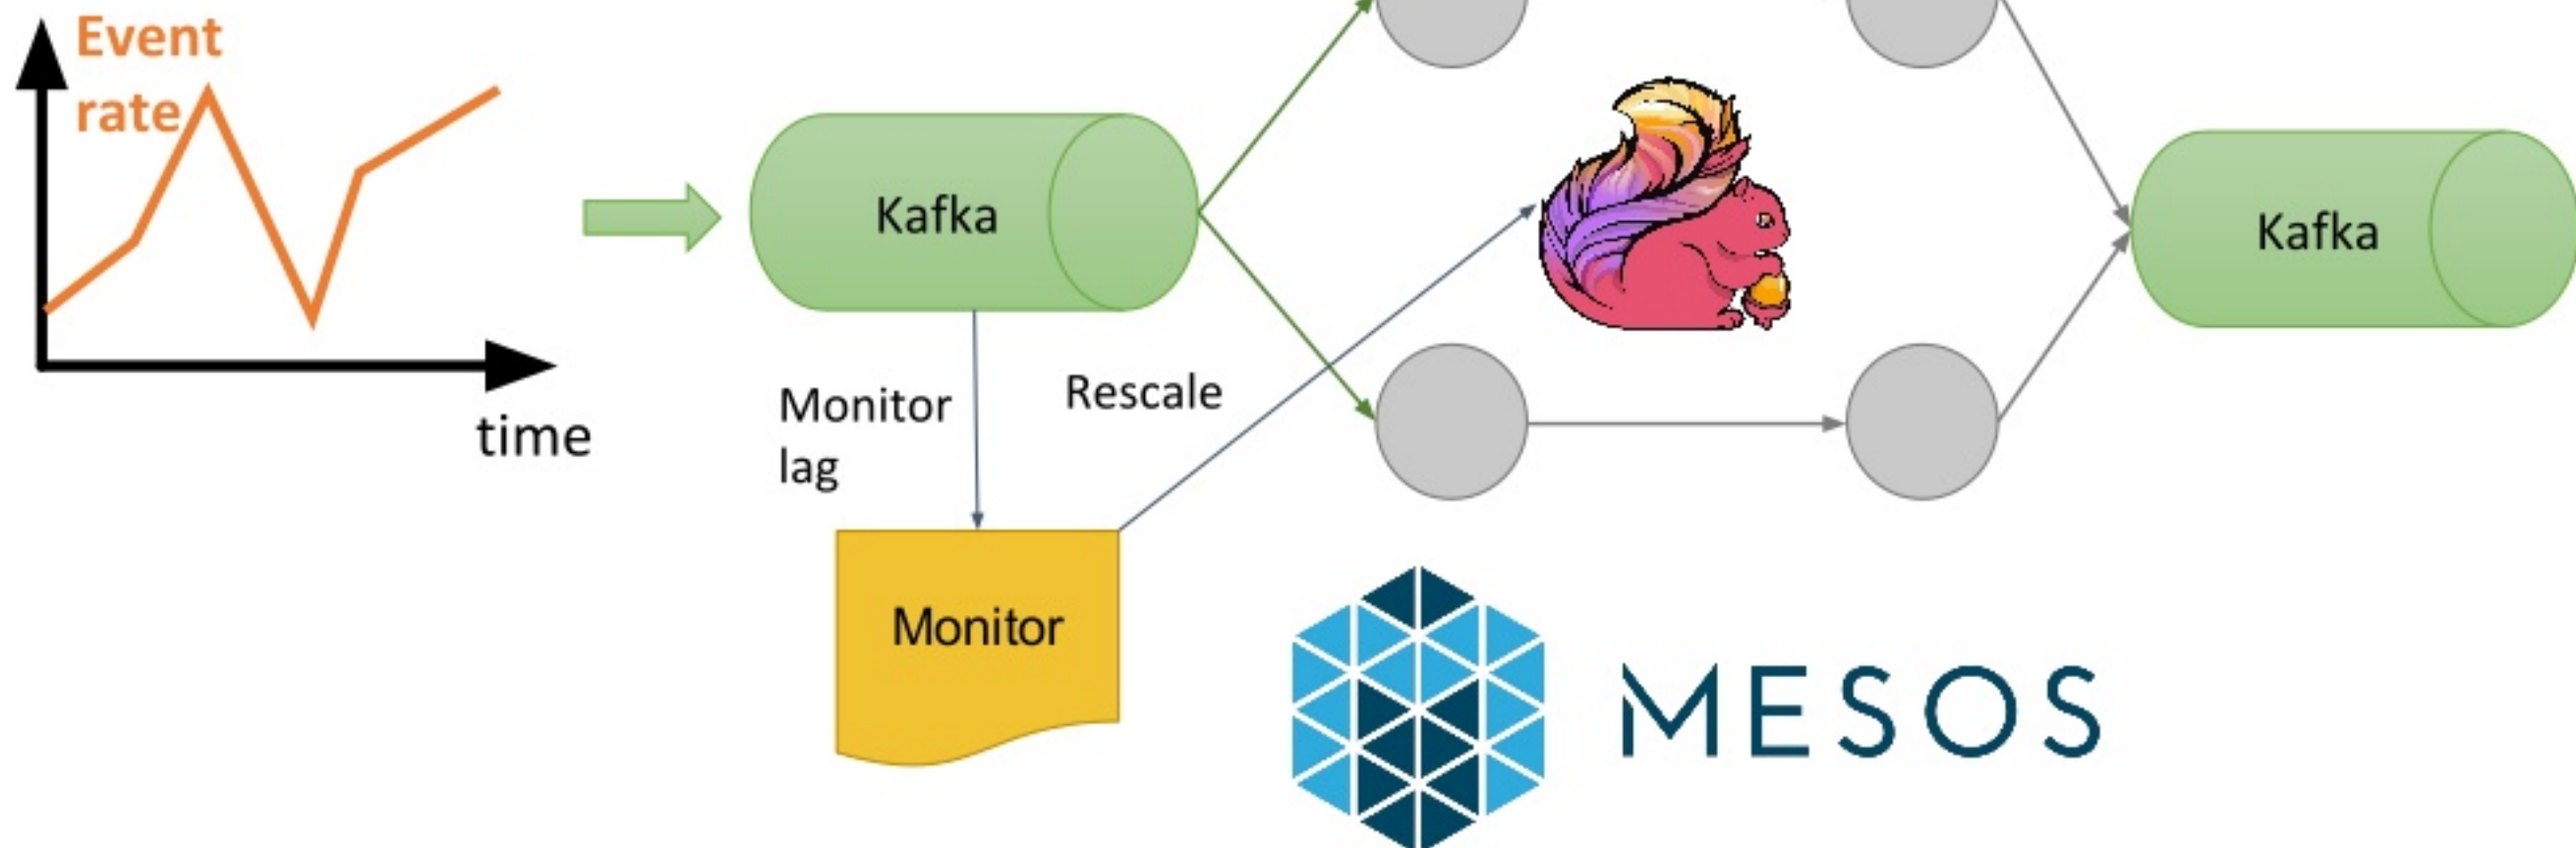 Event
rate
time
Kafka
Monitor
lag
Rescale
Monitor
Kafka
MESOS